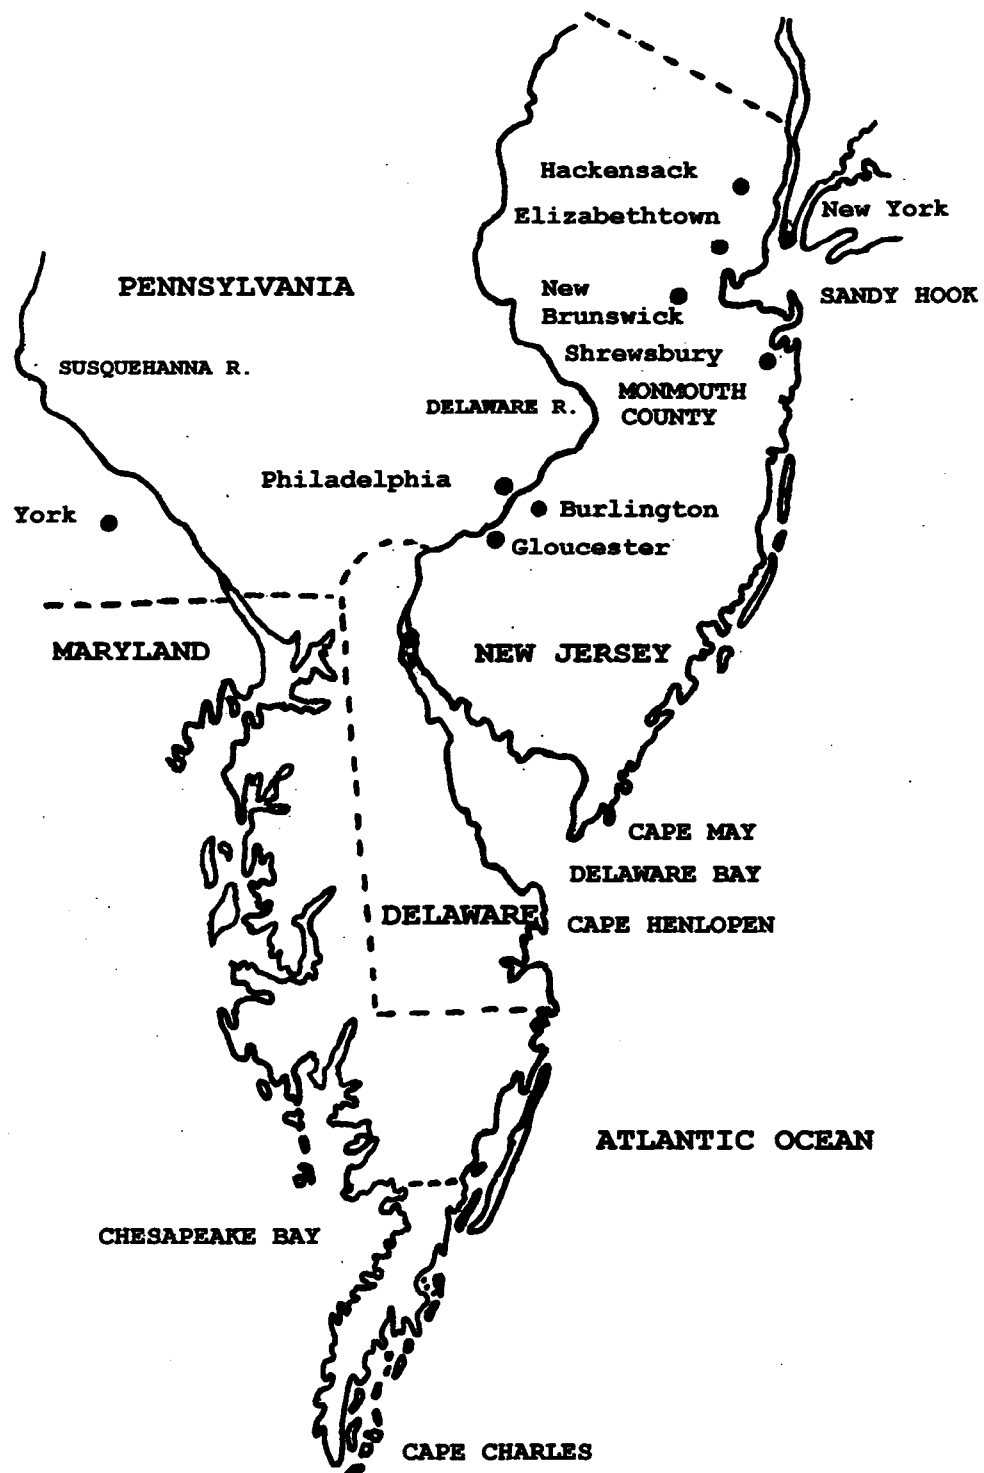 Hackensack
Elizabethtown
New York
PENNSYLVANIA
New
Brunswick
SANDY HOOK
Shrewsbury
SUSQUEHANNA R.
MONMOUTH
COUNTY
DELAWARE R.
Philadelphia
York
Burlington
Gloucester
MARYLAND
NEW JERSEY
CAPE MAY
DELAWARE BAY
DELAWARE
CAPE HENLOPEN
ATLANTIC OCEAN
CHESAPEAKE BAY
CAPE CHARLES